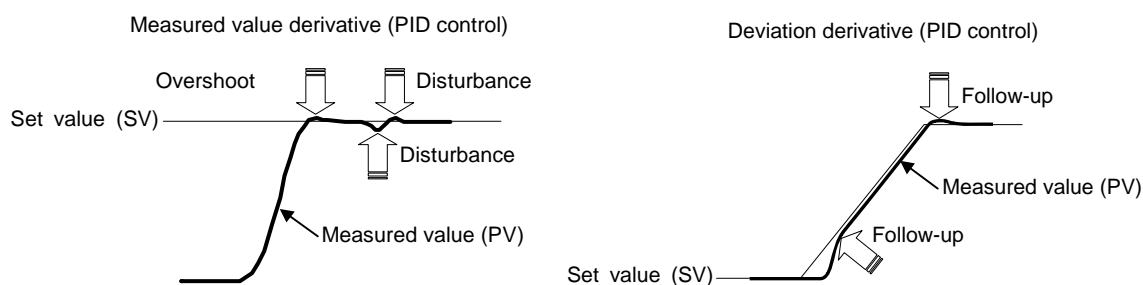 Measured value derivative (PID control)
Overshoot
Disturbance
Set value (SV)
Disturbance
Measured value (PV)
Deviation derivative (PID control)
Follow-up
Measured value (PV)
Follow-up
Set value (SV)